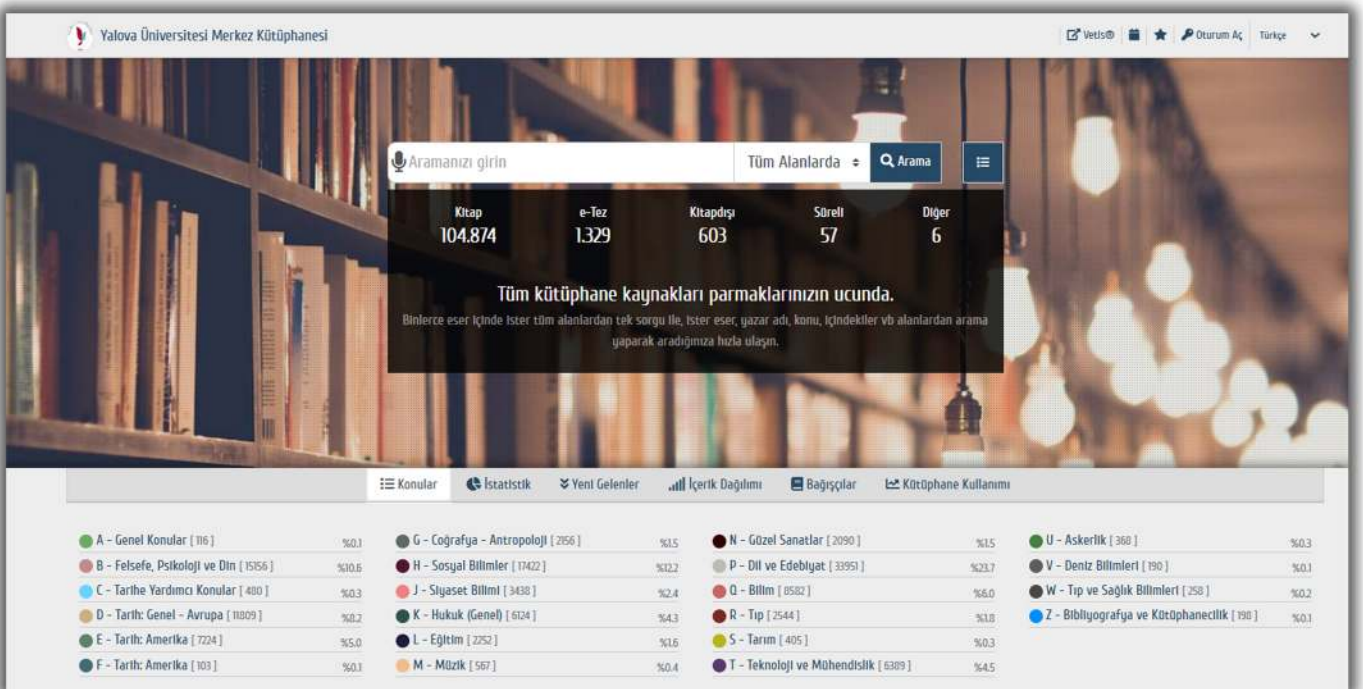 Yalova Üniversitesi Merkez Kütüphanesi
Vetis® Oturum Aç Türkçe
Aramanızı girin Tüm Alanlarda Arama
Kitap e-Tez Kitapdışı Süreli Diğer
104.874 1.329 603 57 6
Tüm kütüphane kaynakları parmaklarınızın ucunda.
Binlerce eser içinde ister tüm alanlardan tek sorgu ile, ister eser, yazar adı, konu, içindekiler vb alanlardan arama
yaparak aradığınıza hızla ulaşın.
Konular İstatistik Yeni Gelenler İçerik Dağılımı Bağışçılar Kütüphane Kullanımı
A - Genel Konular [ 116 ] %0.1
B - Felsefe, Psikoloji ve Din [ 15156 ] %10.6
C - Tarihe Yardımcı Konular [ 480 ] %0.3
D - Tarih: Genel - Avrupa [ 11809 ] %8.2
E - Tarih: Amerika [ 7224 ] %5.0
F - Tarih: Amerika [ 103 ] %0.1
G - Coğrafya - Antropoloji [ 2156 ] %1.5
H - Sosyal Bilimler [ 17422 ] %12.2
J - Siyaset Bilimi [ 3438 ] %2.4
K - Hukuk (Genel) [ 6124 ] %4.3
L - Eğitim [ 2252 ] %1.6
M - Müzik [ 567 ] %0.4
N - Güzel Sanatlar [ 2090 ] %1.5
P - Dil ve Edebiyat [ 33951 ] %23.7
Q - Bilim [ 8582 ] %6.0
R - Tıp [ 2544 ] %1.8
S - Tarım [ 405 ] %0.3
T - Teknoloji ve Mühendislik [ 6389 ] %4.5
U - Askerlik [ 368 ] %0.3
V - Deniz Bilimleri [ 190 ] %0.1
W - Tıp ve Sağlık Bilimleri [ 258 ] %0.2
Z - Bibliyografya ve Kütüphanecilik [ 198 ] %0.1